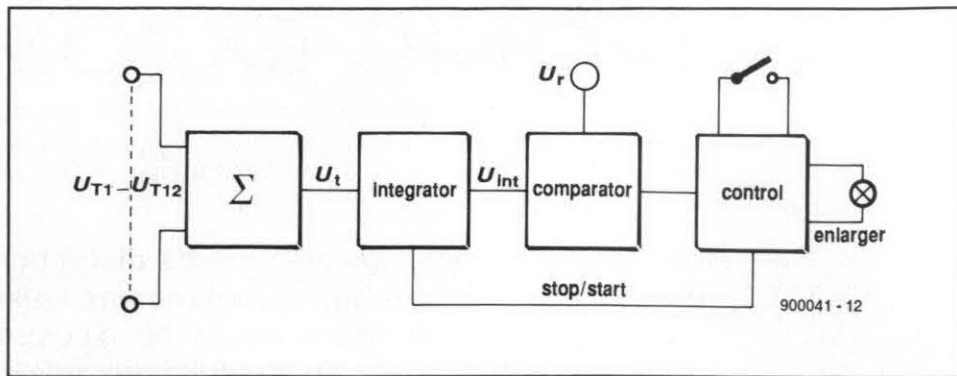 U_r
U_T1 – U_T12
Σ
U_t
integrator
U_int
comparator
control
enlarger
stop/start
900041 - 12